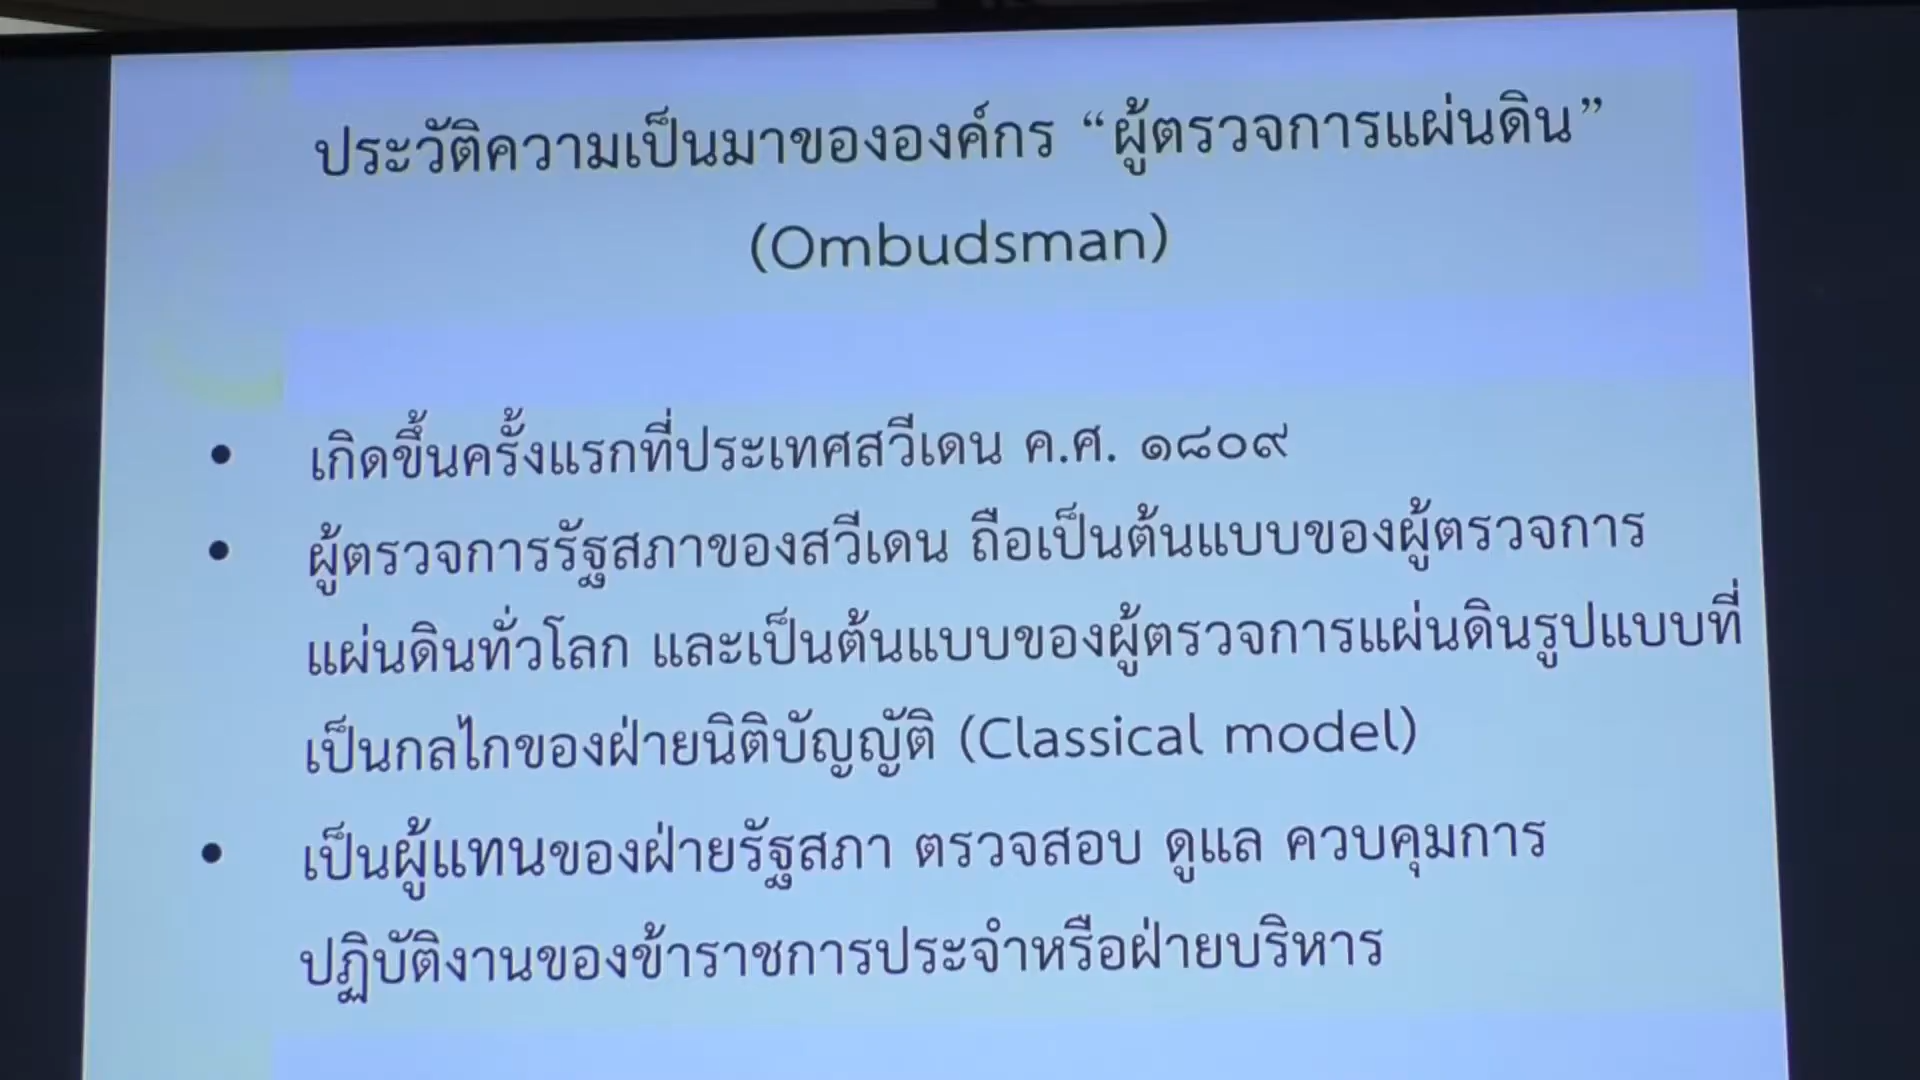 ประวัติความเป็นมาขององค์กร “ผู้ตรวจการแผ่นดิน”
(Ombudsman)
• เกิดขึ้นครั้งแรกที่ประเทศสวีเดน ค.ศ. ๑๘๐๙
• ผู้ตรวจการรัฐสภาของสวีเดน ถือเป็นต้นแบบของผู้ตรวจการ
แผ่นดินทั่วโลก และเป็นต้นแบบของผู้ตรวจการแผ่นดินรูปแบบที่
เป็นกลไกของฝ่ายนิติบัญญัติ (Classical model)
• เป็นผู้แทนของฝ่ายรัฐสภา ตรวจสอบ ดูแล ควบคุมการ
ปฏิบัติงานของข้าราชการประจำหรือฝ่ายบริหาร